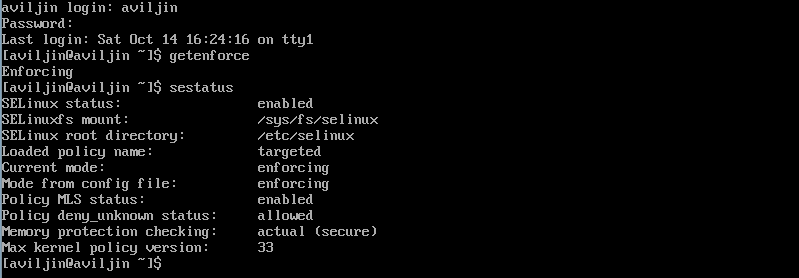 aviljin login: aviljin
Password:
Last login: Sat Oct 14 16:24:16 on tty1
[aviljin@aviljin ~]$ getenforce
Enforcing
[aviljin@aviljin ~]$ sestatus
SELinux status:                 enabled
SELinuxfs mount:                /sys/fs/selinux
SELinux root directory:         /etc/selinux
Loaded policy name:             targeted
Current mode:                   enforcing
Mode from config file:          enforcing
Policy MLS status:              enabled
Policy deny_unknown status:     allowed
Memory protection checking:     actual (secure)
Max kernel policy version:      33
[aviljin@aviljin ~]$